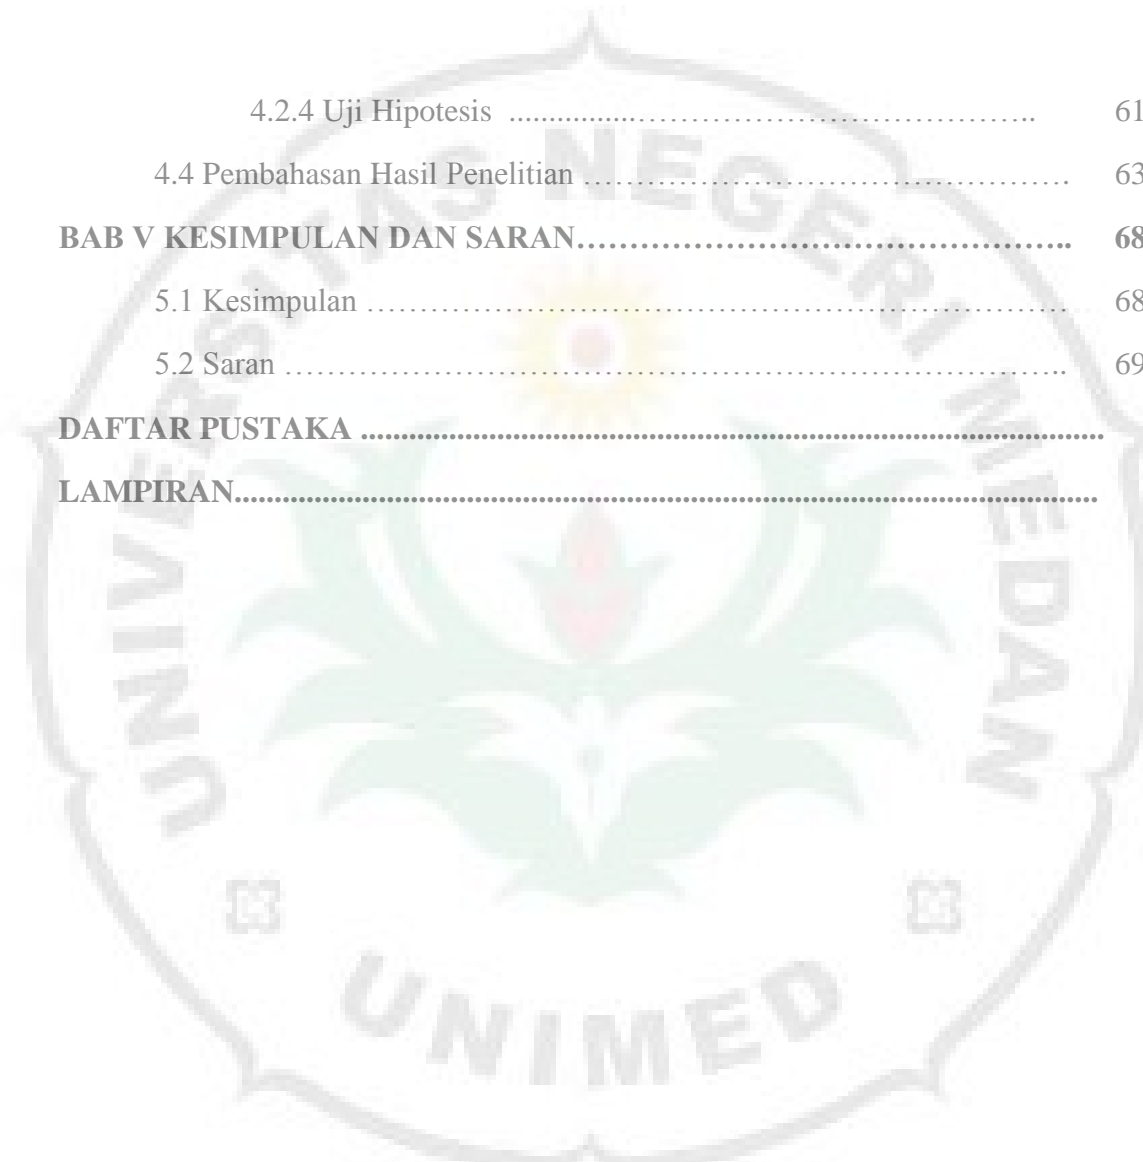 4.2.4 Uji Hipotesis ................………………………………….. 61
4.4 Pembahasan Hasil Penelitian ………………………………………. 63
BAB V KESIMPULAN DAN SARAN……………………………………….. 68
5.1 Kesimpulan ………………………………………………………… 68
5.2 Saran ……………………………………………………………….. 69
DAFTAR PUSTAKA ...............................................................................
LAMPIRAN............................................................................................
UNIVERSITAS NEGERI MEDAN
UNIMED